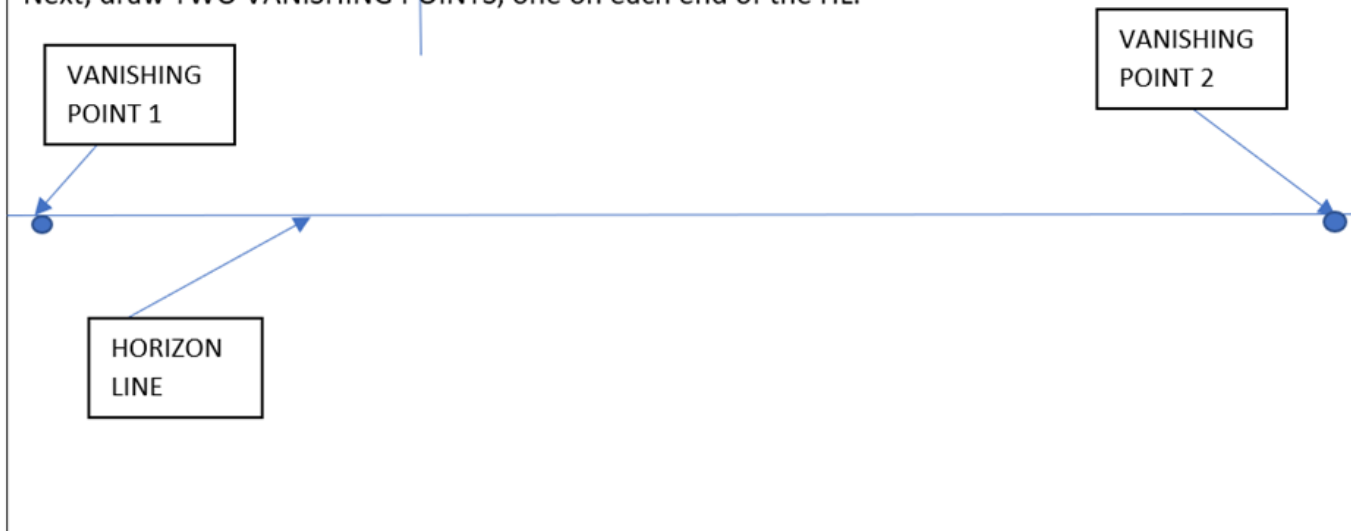 Next, draw TWO VANISHING POINTS, one on each end of the HL.
VANISHING
POINT 1
VANISHING
POINT 2
HORIZON
LINE